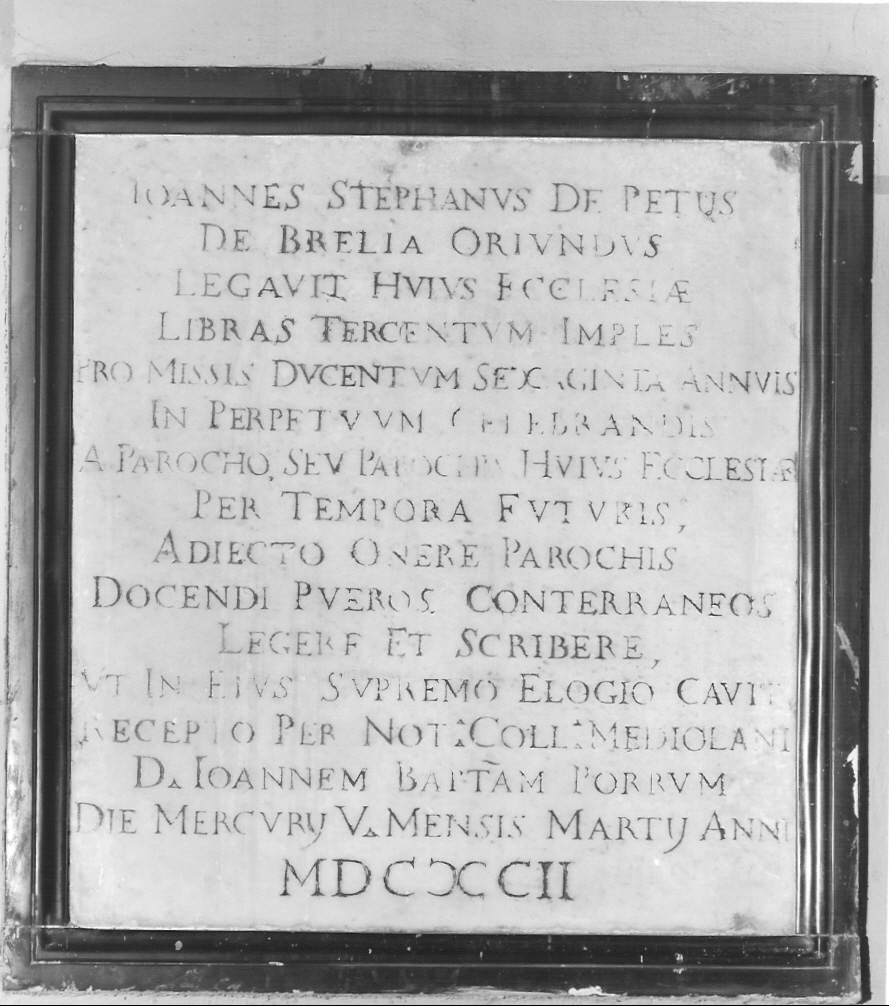 IOANNES STEPHANVS DE PETIIS
DE BRELIA ORIVNDVS
LEGAVIT HVIVS ECCLESIÆ
LIBRAS TERCENTVM IMPLES
PRO MISSIS DVCENTVM SEXAGINTA ANNVIS
IN PERPETVVM CELEBRANDIS
A PAROCHO, SEV PAROCHIS HVIVS ECCLESIÆ
PER TEMPORA FVTVRIS,
ADIECTO ONERE PAROCHIS
DOCENDI PVEROS CONTERRANEOS
LEGERE ET SCRIBERE,
VT IN EIVS SVPREMO ELOGIO CAVIT
RECEPTO PER NOT: COLL: MEDIOLANI
D. IOANNEM BAPTAM PORRVM
DIE MERCVRIJ V. MENSIS MARTIJ ANNI